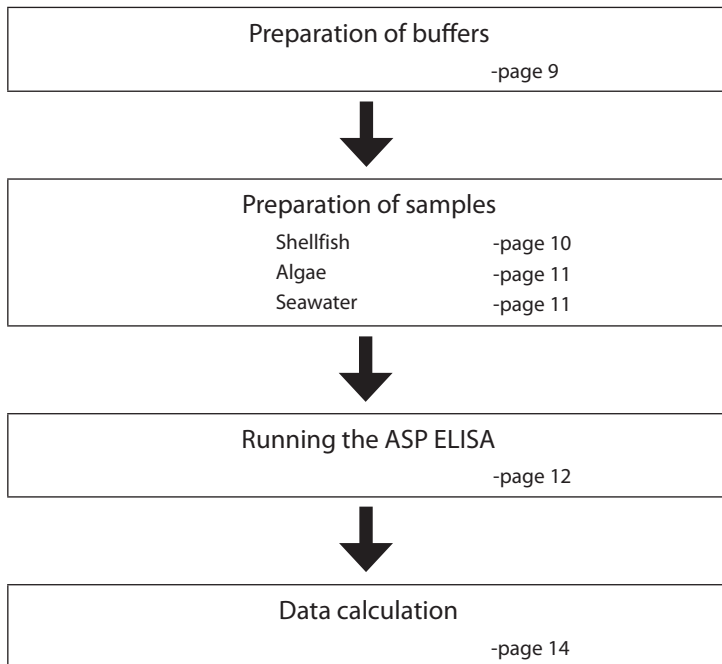 Preparation of buffers
-page 9
Preparation of samples
Shellfish -page 10
Algae -page 11
Seawater -page 11
Running the ASP ELISA
-page 12
Data calculation
-page 14